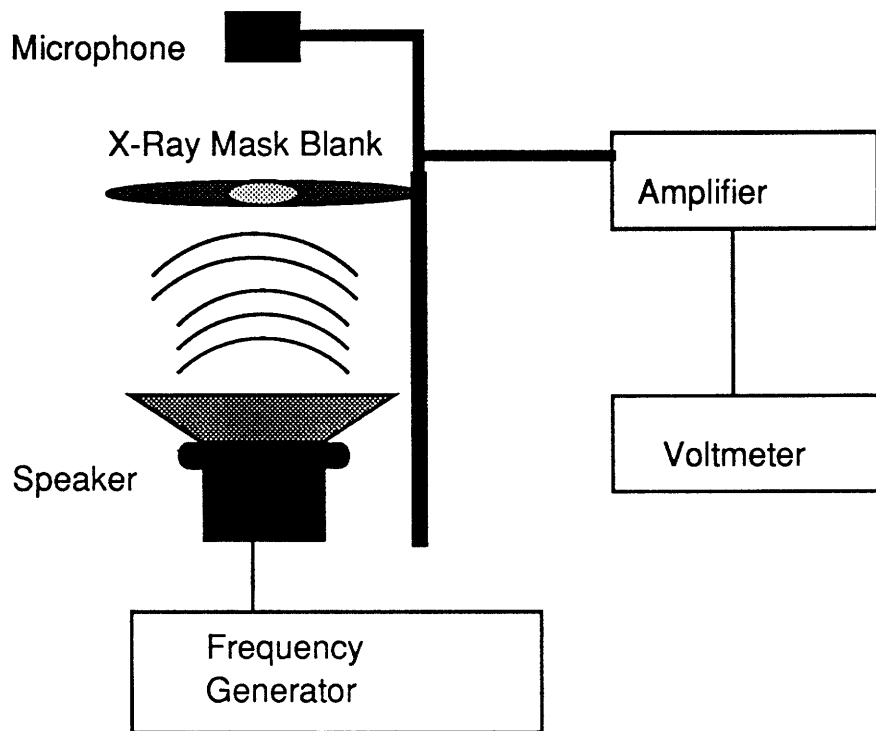 Microphone
X-Ray Mask Blank
Amplifier
Speaker
Voltmeter
Frequency
Generator